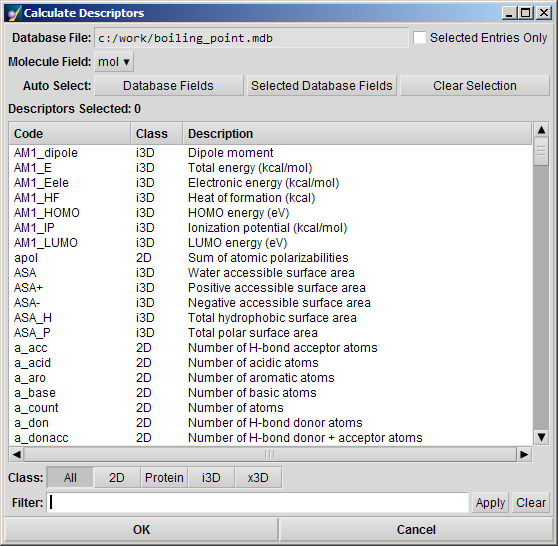 Calculate Descriptors
Database File: c:/work/boiling_point.mdb Selected Entries Only
Molecule Field: mol
Auto Select: Database Fields Selected Database Fields Clear Selection
Descriptors Selected: 0
Code Class Description
AM1_dipole i3D Dipole moment
AM1_E i3D Total energy (kcal/mol)
AM1_Eele i3D Electronic energy (kcal/mol)
AM1_HF i3D Heat of formation (kcal/mol)
AM1_HOMO i3D HOMO energy (eV)
AM1_IP i3D Ionization potential (kcal/mol)
AM1_LUMO i3D LUMO energy (eV)
apol 2D Sum of atomic polarizabilities
ASA i3D Water accessible surface area
ASA+ i3D Positive accessible surface area
ASA- i3D Negative accessible surface area
ASA_H i3D Total hydrophobic surface area
ASA_P i3D Total polar surface area
a_acc 2D Number of H-bond acceptor atoms
a_acid 2D Number of acidic atoms
a_aro 2D Number of aromatic atoms
a_base 2D Number of basic atoms
a_count 2D Number of atoms
a_don 2D Number of H-bond donor atoms
a_donacc 2D Number of H-bond donor + acceptor atoms
Class: All 2D Protein i3D x3D
Filter: Apply Clear
OK Cancel